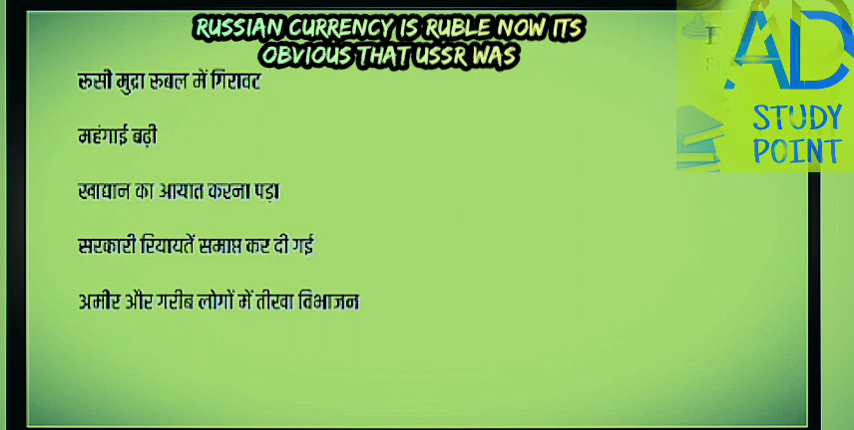 RUSSIAN CURRENCY IS RUBLE NOW ITS
OBVIOUS THAT USSR WAS
रूसी मुद्रा रूबल में गिरावट
महंगाई बढ़ी
खाद्यान का आयात करना पड़ा
सरकारी रियायतें समाप्त कर दी गई
अमीर और गरीब लोगों में तीखा विभाजन
AD
STUDY
POINT